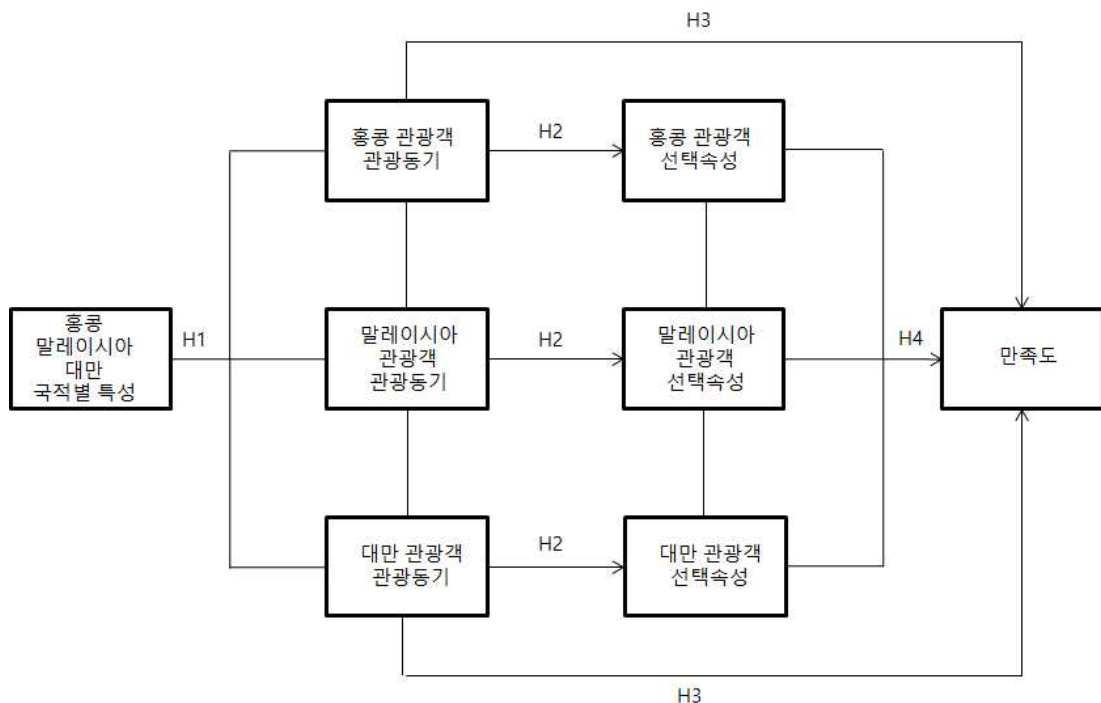 H3
홍콩 관광객
관광동기
H2
홍콩 관광객
선택속성
홍콩
말레이시아
대만
국적별 특성
H1
말레이시아
관광객
관광동기
H2
말레이시아
관광객
선택속성
H4
만족도
대만 관광객
관광동기
H2
대만 관광객
선택속성
H3